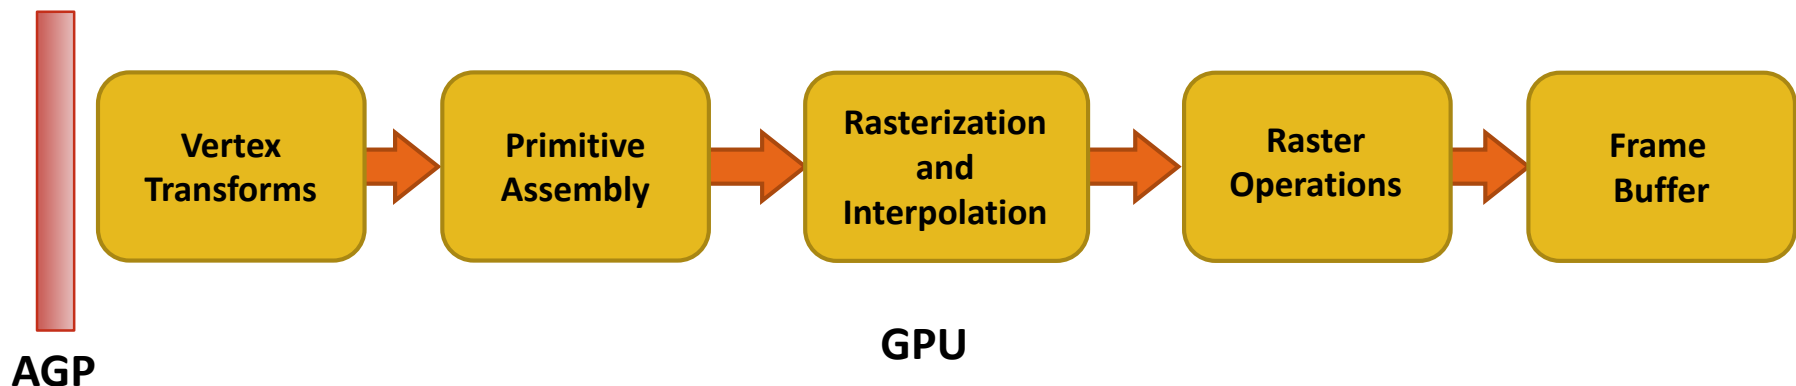 Vertex
Transforms
Primitive
Assembly
Rasterization
and
Interpolation
Raster
Operations
Frame
Buffer
GPU
AGP